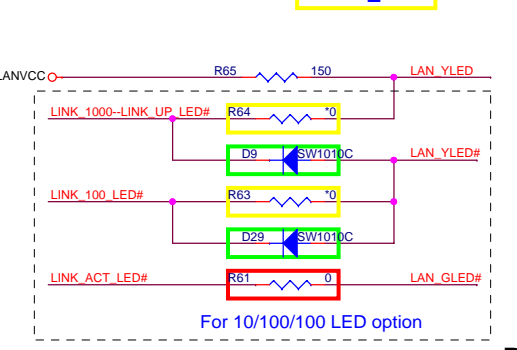 LANVCC R65 150 LAN_YLED
LINK_1000--LINK_UP_LED# R64 *0
D9 SW1010C LAN_YLED#
LINK_100_LED# R63 *0
D29 SW1010C
LINK_ACT_LED# R61 0 LAN_GLED#
For 10/100/100 LED option